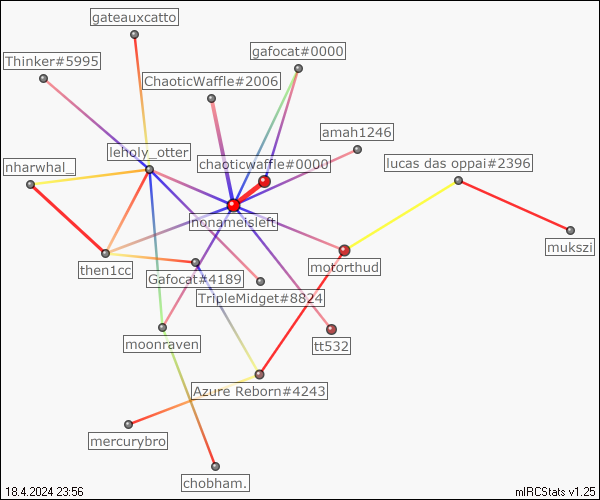 gateauxcatto
gafocat#0000
Thinker#5995
ChaoticWaffle#2006
amah1246
leholy_otter
chaoticwaffle#0000
lucas das oppai#2396
nharwhal_
nonameisleft
mukszi
then1cc
motorthud
Gafocat#4189
TripleMidget#8824
moonraven
tt532
Azure Reborn#4243
mercurybro
chobham.
18.4.2024 23:56
mIRCStats v1.25